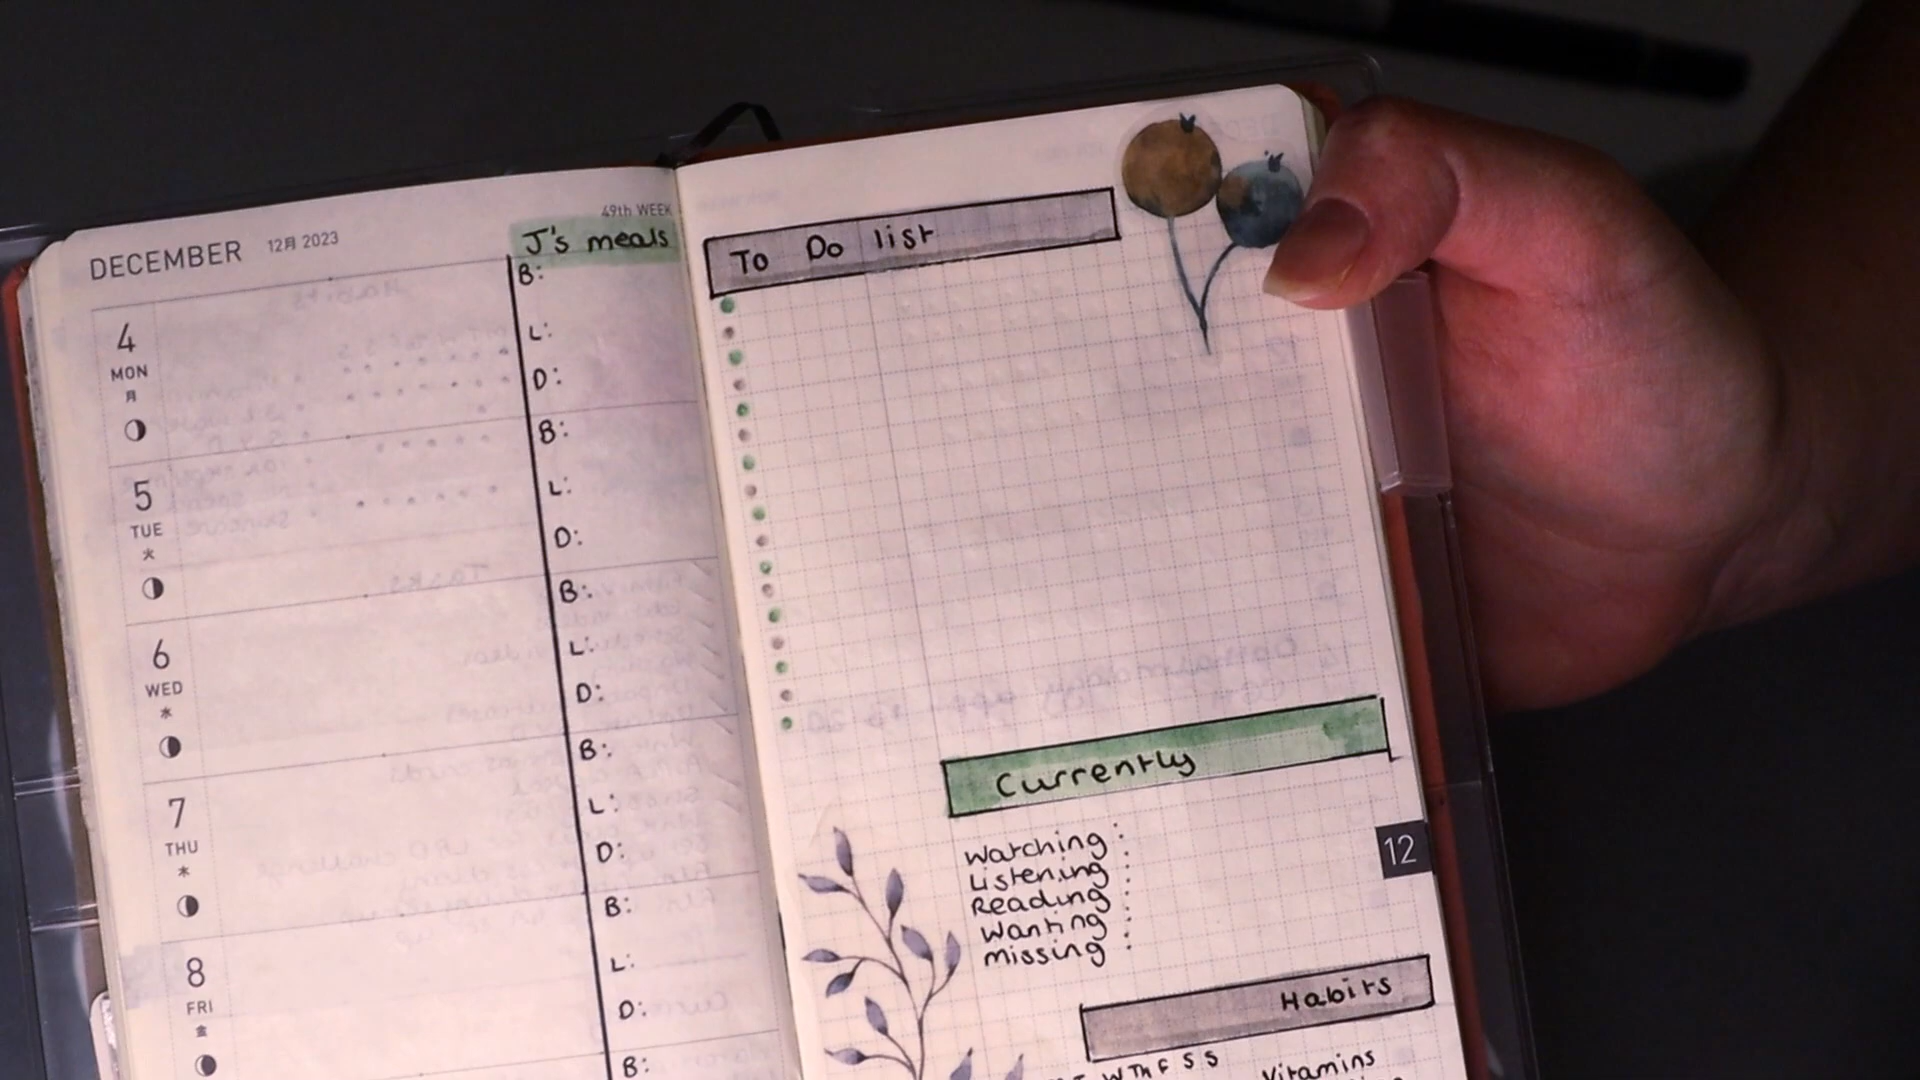 DECEMBER 12月 2023
49th WEEK
J's meals
4
MON
月
B:
L:
D:
5
TUE
火
B:
L:
D:
6
WED
水
B:
L:
D:
7
THU
木
B:
L:
D:
8
FRI
金
B:
L:
D:
B:
To Do list
Currently
Watching :
Listening :
Reading :
Wanting :
missing :
12
Habits
W Th F S S
Vitamins